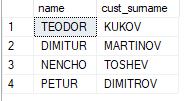 name cust_surname
1 TEODOR KUKOV
2 DIMITUR MARTINOV
3 NENCHO TOSHEV
4 PETUR DIMITROV